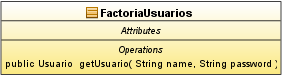 FactoriaUsuarios
Attributes
Operations
public Usuario getUsuario( String name, String password )